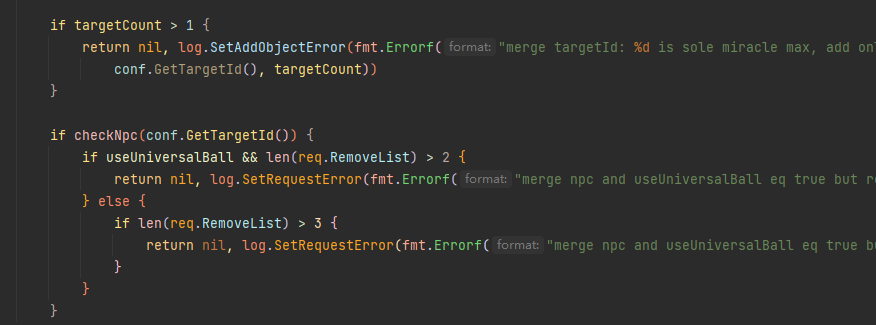 if targetCount > 1 {
return nil, log.SetAddObjectError(fmt.Errorf( format: "merge targetId: %d is sole miracle max, add on
conf.GetTargetId(), targetCount))
}
if checkNpc(conf.GetTargetId()) {
if useUniversalBall && len(req.RemoveList) > 2 {
return nil, log.SetRequestError(fmt.Errorf( format: "merge npc and useUniversalBall eq true but re
} else {
if len(req.RemoveList) > 3 {
return nil, log.SetRequestError(fmt.Errorf( format: "merge npc and useUniversalBall eq true bu
}
}
}